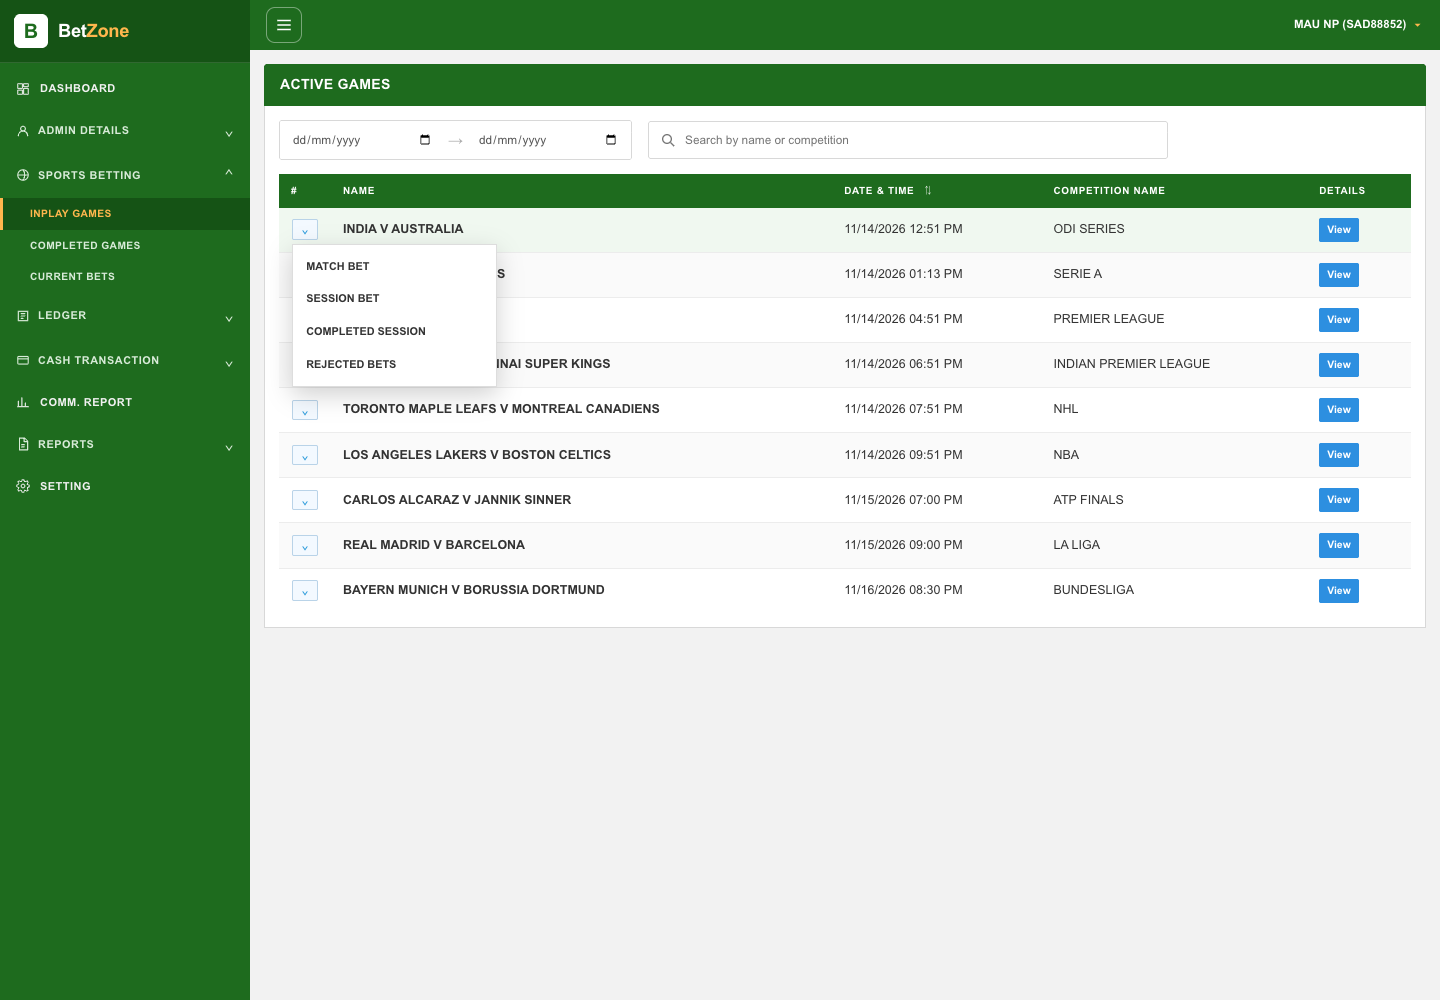 B BetZone
MAU NP (SAD88852)
DASHBOARD
ADMIN DETAILS
SPORTS BETTING
INPLAY GAMES
COMPLETED GAMES
CURRENT BETS
LEDGER
CASH TRANSACTION
COMM. REPORT
REPORTS
SETTING
ACTIVE GAMES
dd/mm/yyyy → dd/mm/yyyy Search by name or competition
# NAME DATE & TIME COMPETITION NAME DETAILS
INDIA V AUSTRALIA 11/14/2026 12:51 PM ODI SERIES View
MATCH BET
S 11/14/2026 01:13 PM SERIE A View
SESSION BET
11/14/2026 04:51 PM PREMIER LEAGUE View
COMPLETED SESSION
REJECTED BETS
SUPER KINGS 11/14/2026 06:51 PM INDIAN PREMIER LEAGUE View
TORONTO MAPLE LEAFS V MONTREAL CANADIENS 11/14/2026 07:51 PM NHL View
LOS ANGELES LAKERS V BOSTON CELTICS 11/14/2026 09:51 PM NBA View
CARLOS ALCARAZ V JANNIK SINNER 11/15/2026 07:00 PM ATP FINALS View
REAL MADRID V BARCELONA 11/15/2026 09:00 PM LA LIGA View
BAYERN MUNICH V BORUSSIA DORTMUND 11/16/2026 08:30 PM BUNDESLIGA View